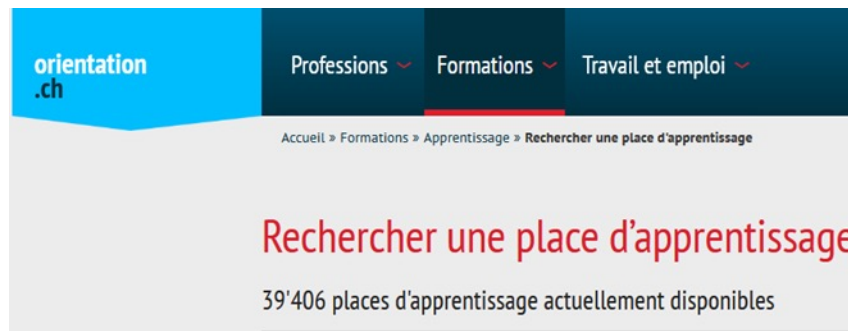 orientation
.ch
Professions Formations Travail et emploi
Accueil » Formations » Apprentissage » Rechercher une place d'apprentissage
Rechercher une place d’apprentissage
39'406 places d'apprentissage actuellement disponibles